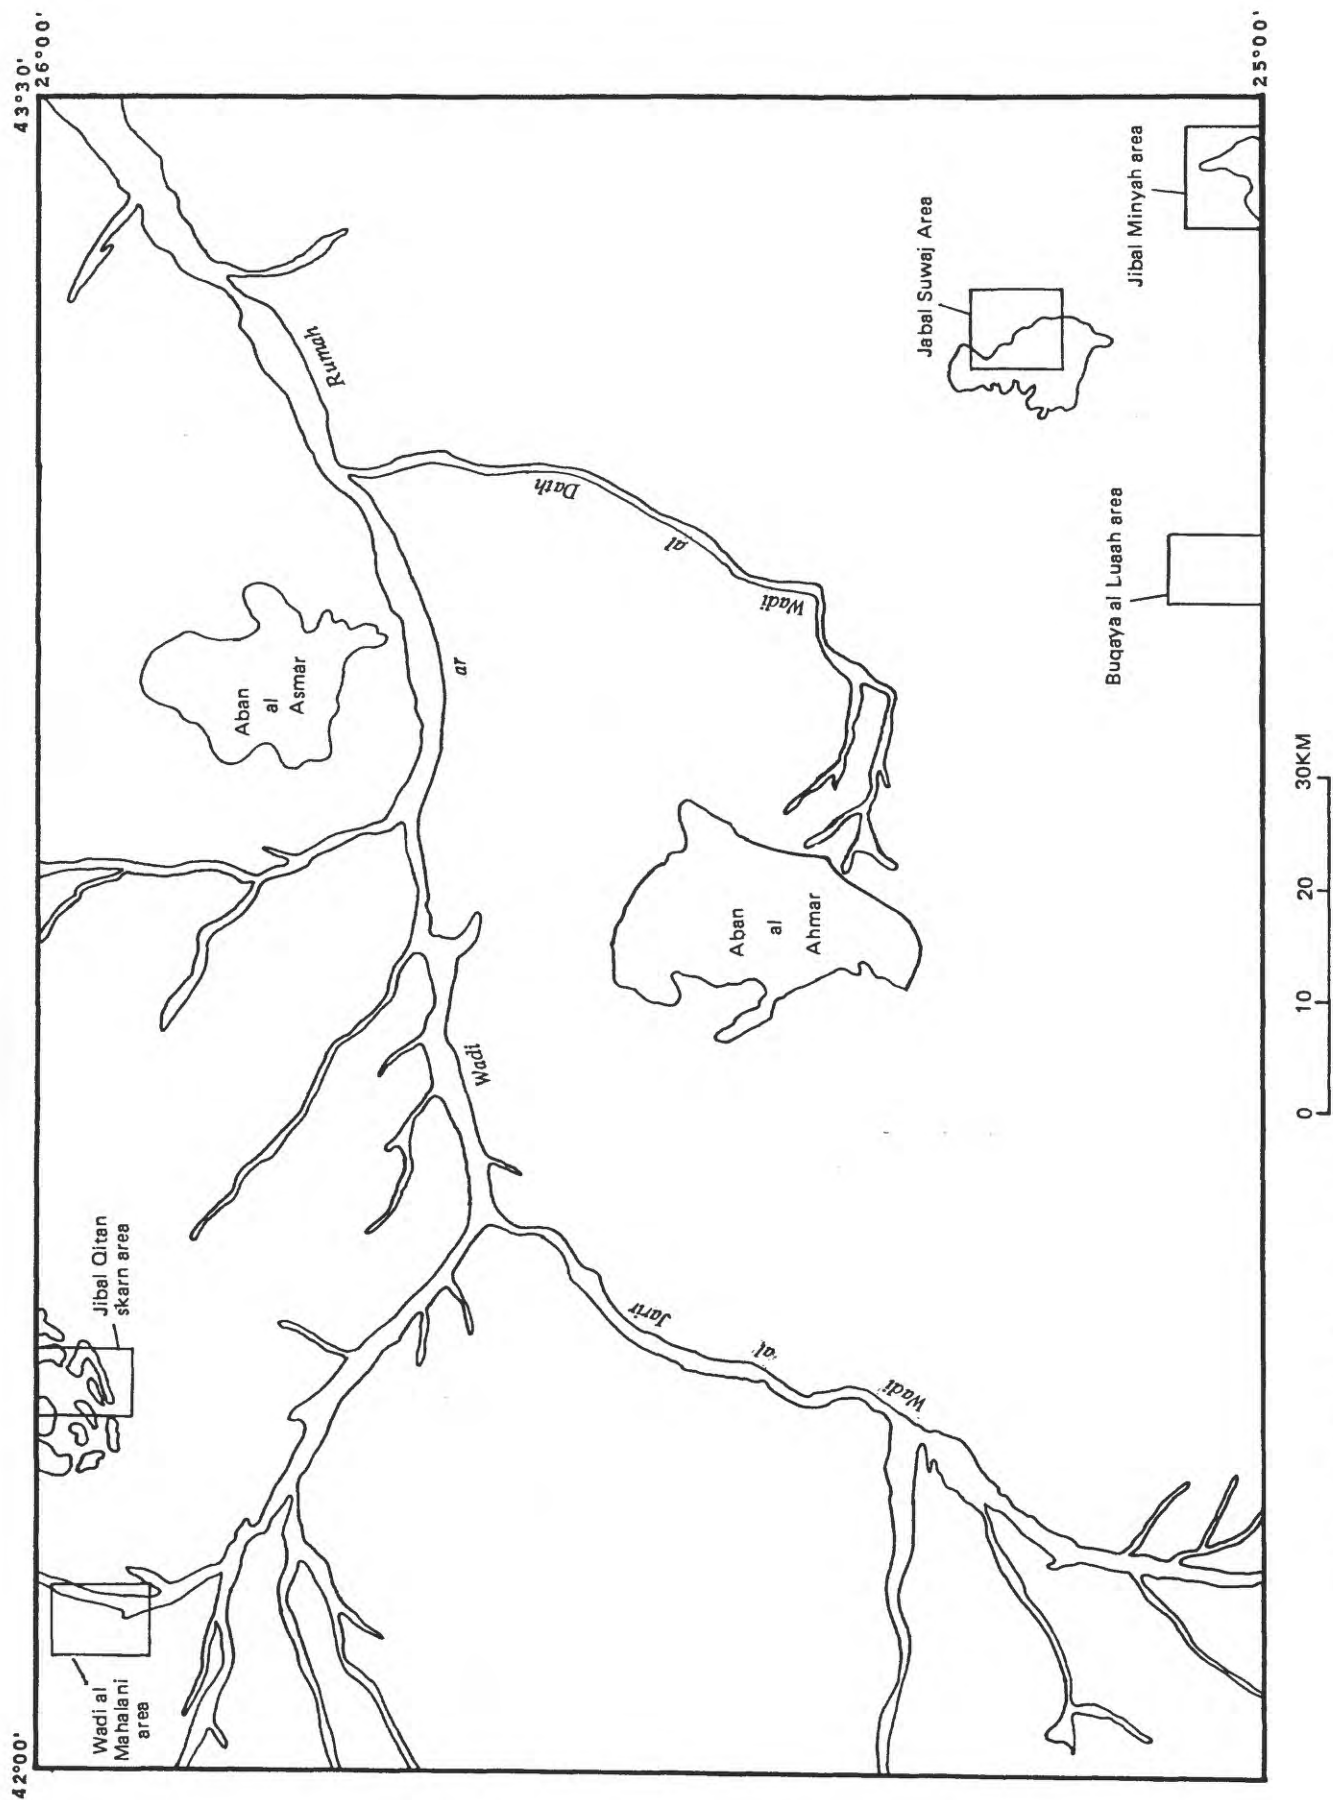 42°00'
43°30'
26°00'
Wadi al
Mahalani
area
Jibal Qitan
skarn area
Aban
al
Asmar
Rumah
ar
Wadi
Dath
al
Wadi
Aban
al
Ahmar
Jarir
al
Wadi
Jabal Suwaj Area
Buqaya al Luaah area
Jibal Minyah area
25°00'
0
10
20
30KM